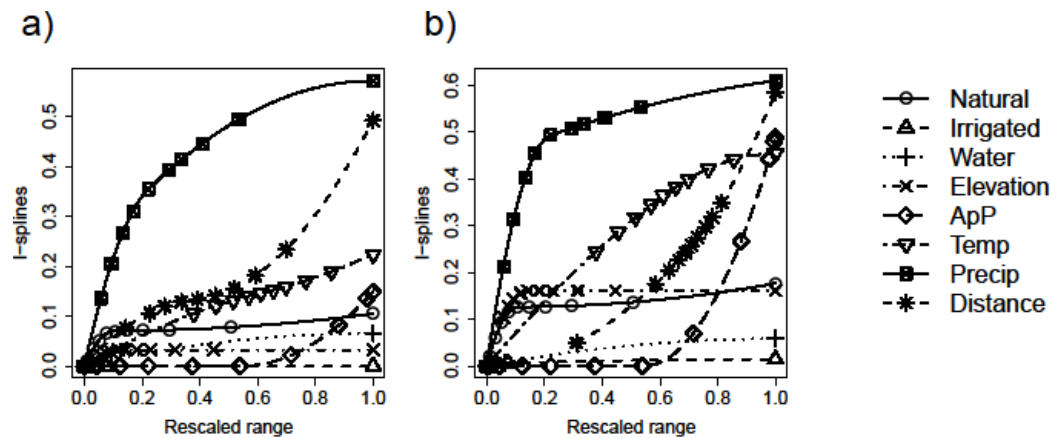 a)
I-splines
0.0 0.1 0.2 0.3 0.4 0.5
0.0 0.2 0.4 0.6 0.8 1.0
Rescaled range
b)
I-splines
0.0 0.1 0.2 0.3 0.4 0.5 0.6
0.0 0.2 0.4 0.6 0.8 1.0
Rescaled range
Natural
Irrigated
Water
Elevation
ApP
Temp
Precip
Distance